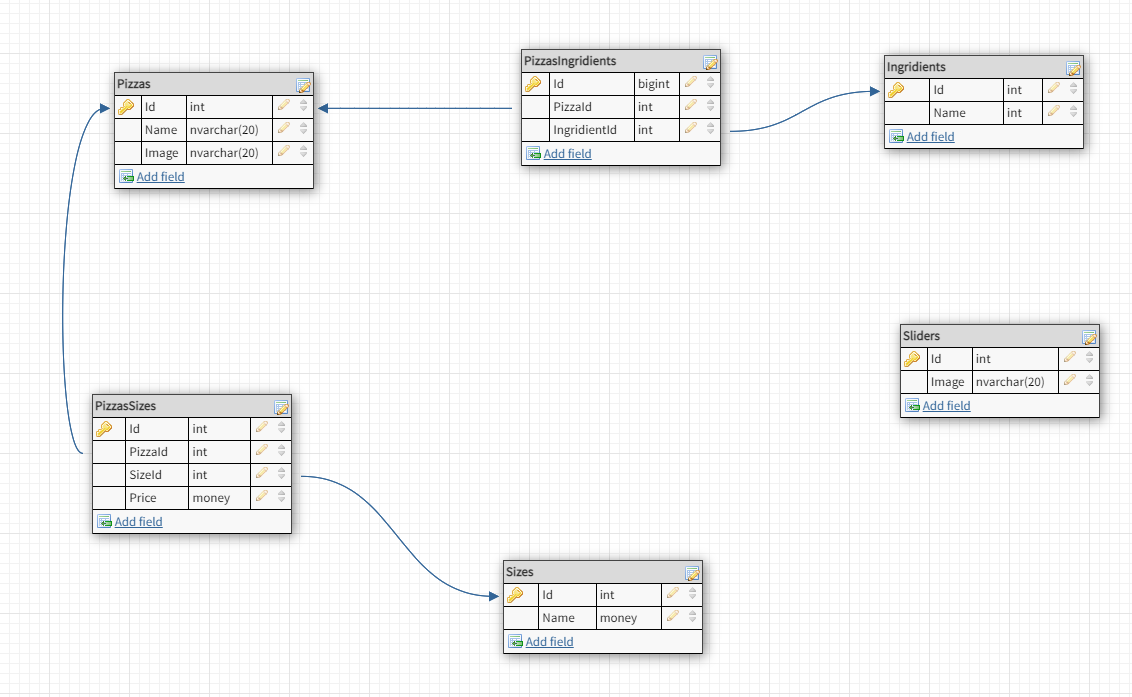 Pizzas
Id int
Name nvarchar(20)
Image nvarchar(20)
Add field
PizzasIngridients
Id bigint
PizzaId int
IngridientId int
Add field
Ingridients
Id int
Name int
Add field
Sliders
Id int
Image nvarchar(20)
Add field
PizzasSizes
Id int
PizzaId int
SizeId int
Price money
Add field
Sizes
Id int
Name money
Add field